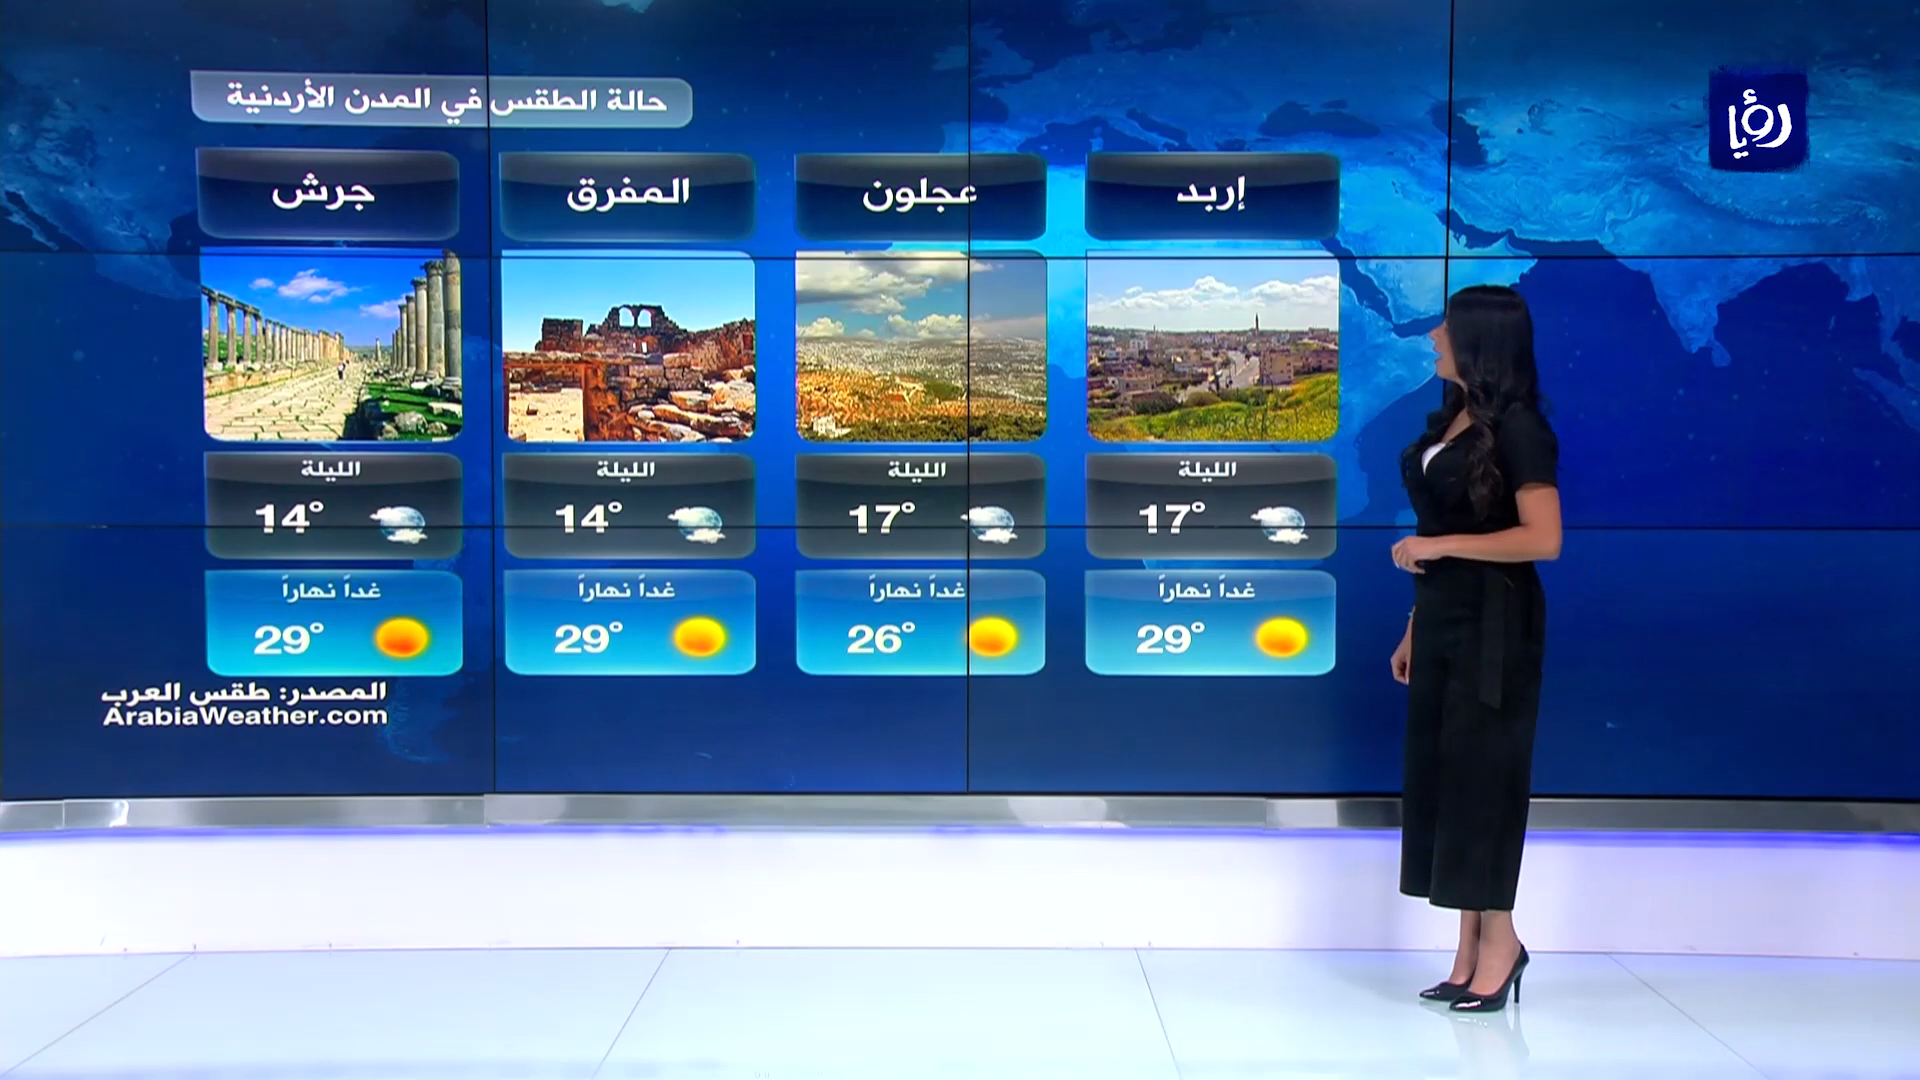 رؤيا
حالة الطقس في المدن الأردنية
إربد
عجلون
المفرق
جرش
الليلة
17°
الليلة
17°
الليلة
14°
الليلة
14°
غداً نهاراً
29°
غداً نهاراً
26°
غداً نهاراً
29°
غداً نهاراً
29°
المصدر: طقس العرب
ArabiaWeather.com